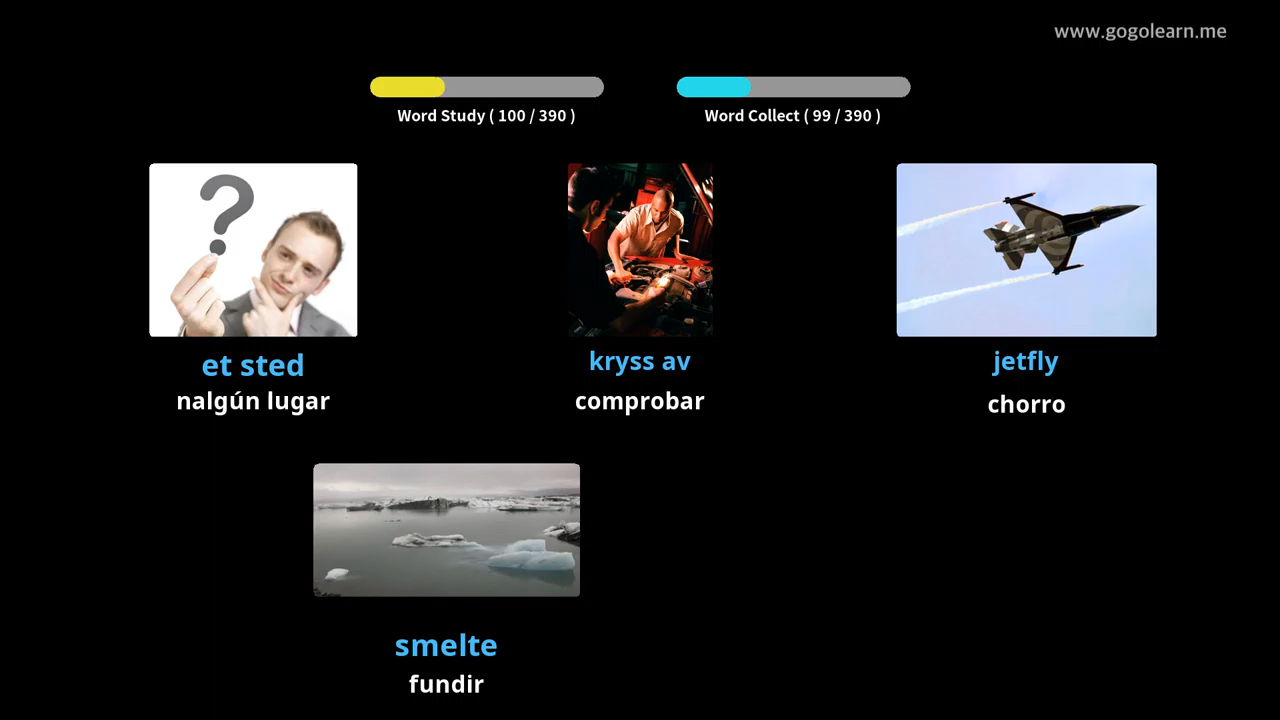 www.gogolearn.me
Word Study ( 100 / 390 )
Word Collect ( 99 / 390 )
?
et sted
nalgún lugar
kryss av
comprobar
jetfly
chorro
smelte
fundir